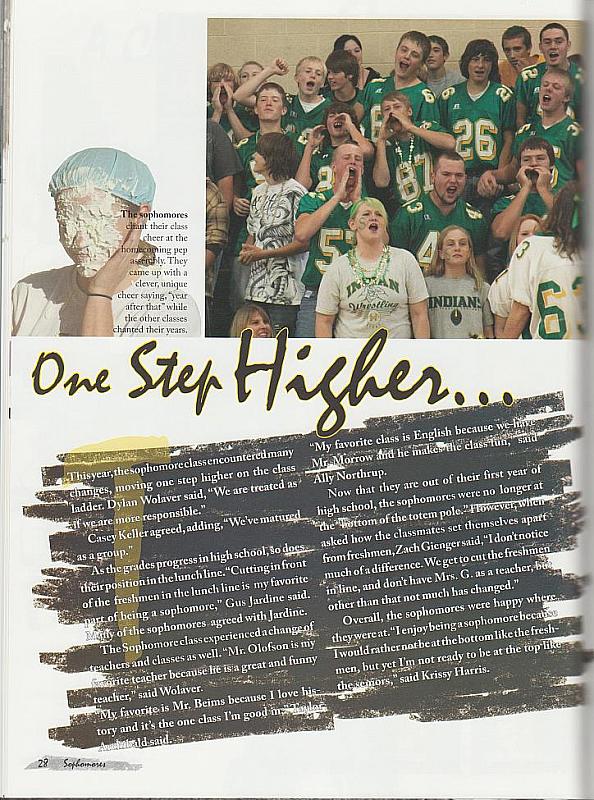 The sophomores
chant their class
cheer at the
homecoming pep
assembly. They
came up with a
clever, unique
cheer saying, "year
after that" while
the other classes
chanted their years.
26
87
5
4
6
INDIAN
Wrestling
INDIANS
One Step Higher...
This year, the sophomore class encountered many
changes, moving one step higher on the class
ladder. Dylan Wolaver said, "We are treated as
if we are more responsible."
Casey Keller agreed, adding, "We've matured
as a group."
As the grades progress in high school, so does
their position in the lunch line. "Cutting in front
of the freshmen in the lunch line is my favorite
part of being a sophomore," Gus Jardine said.
Many of the sophomores agreed with Jardine.
The Sophomore class experienced a change of
teachers and classes as well. "Mr. Olofson is my
favorite teacher because he is a great and funny
teacher," said Wolaver.
"My favorite is Mr. Beims because I love his-
tory and it's the one class I'm good in," Taylor
Archibald said.
"My favorite class is English because we have
Mr. Morrow and he makes the class fun," said
Ally Northrup.
Now that they are out of their first year of
high school, the sophomores were no longer at
the "bottom of the totem pole." However, when
asked how the classmates set themselves apart
from freshmen, Zach Gienger said, "I don't notice
much of a difference. We get to cut the freshmen
in line, and don't have Mrs. G. as a teacher, but
other than that not much has changed."
Overall, the sophomores were happy where
they were at. "I enjoy being a sophomore because
I would rather not be at the bottom like the fresh-
men, but yet I'm not ready to be at the top like
the seniors," said Krissy Harris.
28 Sophomores